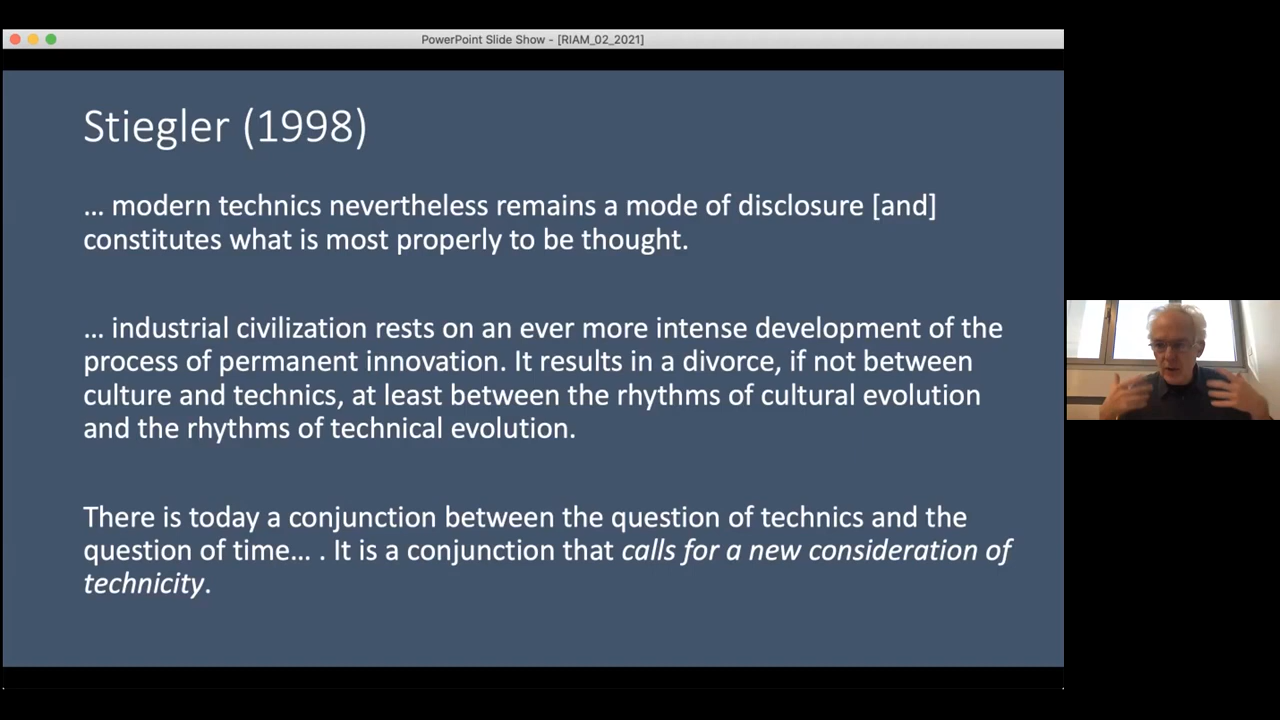 PowerPoint Slide Show - [RIAM_02_2021]
Stiegler (1998)
… modern technics nevertheless remains a mode of disclosure [and]
constitutes what is most properly to be thought.
… industrial civilization rests on an ever more intense development of the
process of permanent innovation. It results in a divorce, if not between
culture and technics, at least between the rhythms of cultural evolution
and the rhythms of technical evolution.
There is today a conjunction between the question of technics and the
question of time… . It is a conjunction that calls for a new consideration of
technicity.